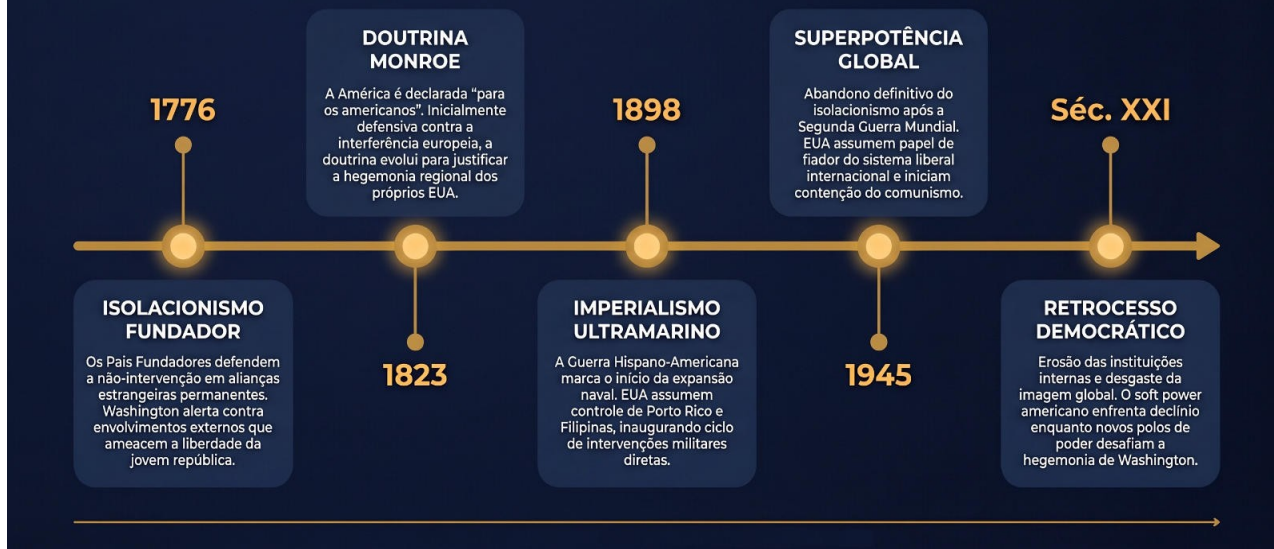 1776
ISOLACIONISMO
FUNDADOR
Os Pais Fundadores defendem
a não-intervenção em alianças
estrangeiras permanentes.
Washington alerta contra
envolvimentos externos que
ameacem a liberdade da
jovem república.
DOUTRINA
MONROE
A América é declarada “para
os americanos”. Inicialmente
defensiva contra a
interferência europeia, a
doutrina evolui para justificar
a hegemonia regional dos
próprios EUA.
1823
1898
IMPERIALISMO
ULTRAMARINO
A Guerra Hispano-Americana
marca o início da expansão
naval. EUA assumem
controle de Porto Rico e
Filipinas, inaugurando ciclo
de intervenções militares
diretas.
SUPERPOTÊNCIA
GLOBAL
Abandono definitivo do
isolacionismo após a
Segunda Guerra Mundial.
EUA assumem papel de
fiador do sistema liberal
internacional e iniciam
contenção do comunismo.
1945
Séc. XXI
RETROCESSO
DEMOCRÁTICO
Erosão das instituições
internas e desgaste da
imagem global. O soft power
americano enfrenta declínio
enquanto novos polos de
poder desafiam a
hegemonia de Washington.